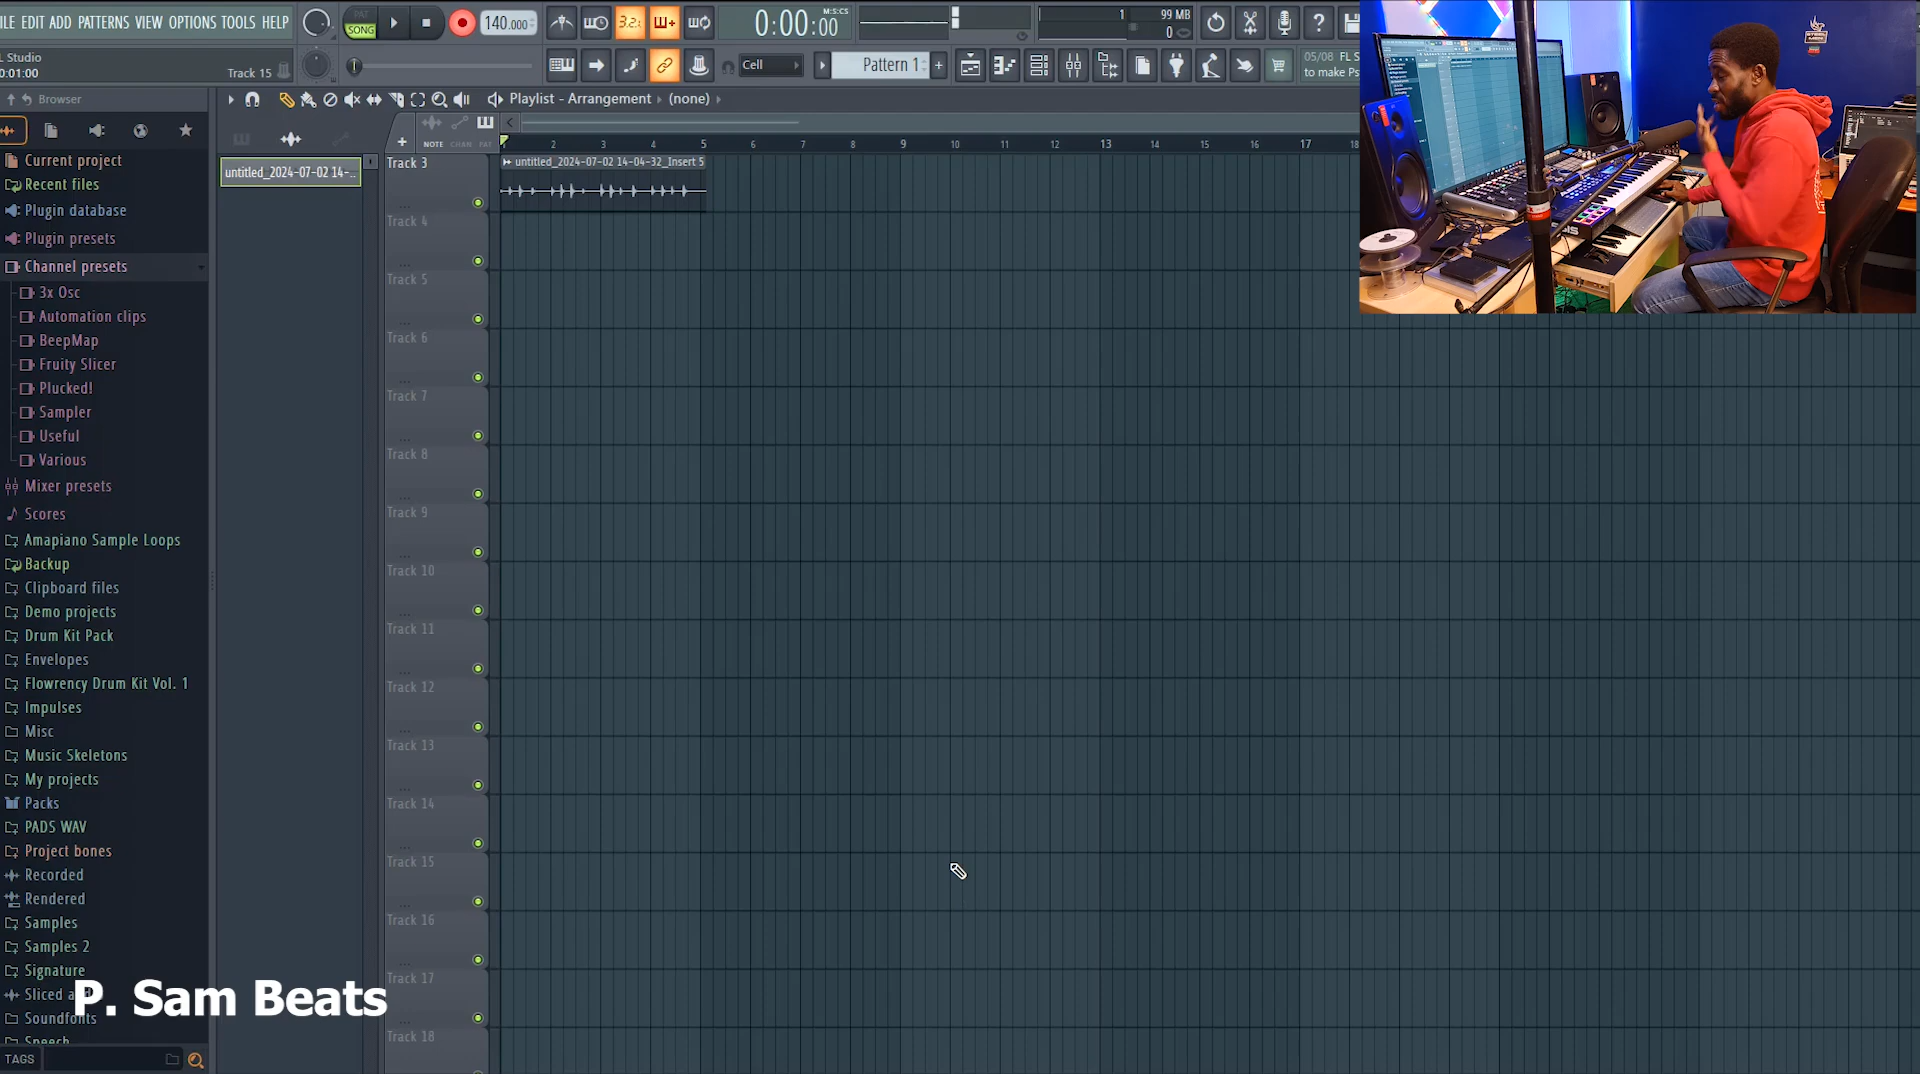 ILE EDIT ADD PATTERNS VIEW OPTIONS TOOLS HELP
PAT
SONG
140.000
3.2.
0:00:00
M:S:CS
1
99 MB
0
L Studio
0:01:00
Track 15
Cell
Pattern 1
05/08 FL S
to make Ps
Browser
Playlist - Arrangement
(none)
NOTE CHAN PAT
2 3 4 5 6 7 8 9 10 11 12 13 14 15 16 17 18
Current project
Recent files
Plugin database
Plugin presets
Channel presets
3x Osc
Automation clips
BeepMap
Fruity Slicer
Plucked!
Sampler
Useful
Various
Mixer presets
Scores
Amapiano Sample Loops
Backup
Clipboard files
Demo projects
Drum Kit Pack
Envelopes
Flowrency Drum Kit Vol. 1
Impulses
Misc
Music Skeletons
My projects
Packs
PADS WAV
Project bones
Recorded
Rendered
Samples
Samples 2
Signature
Sliced a
Soundfonts
Speech
TAGS
untitled_2024-07-02 14-...
untitled_2024-07-02 14-04-32_Insert 5
Track 3
Track 4
Track 5
Track 6
Track 7
Track 8
Track 9
Track 10
Track 11
Track 12
Track 13
Track 14
Track 15
Track 16
Track 17
Track 18
P. Sam Beats